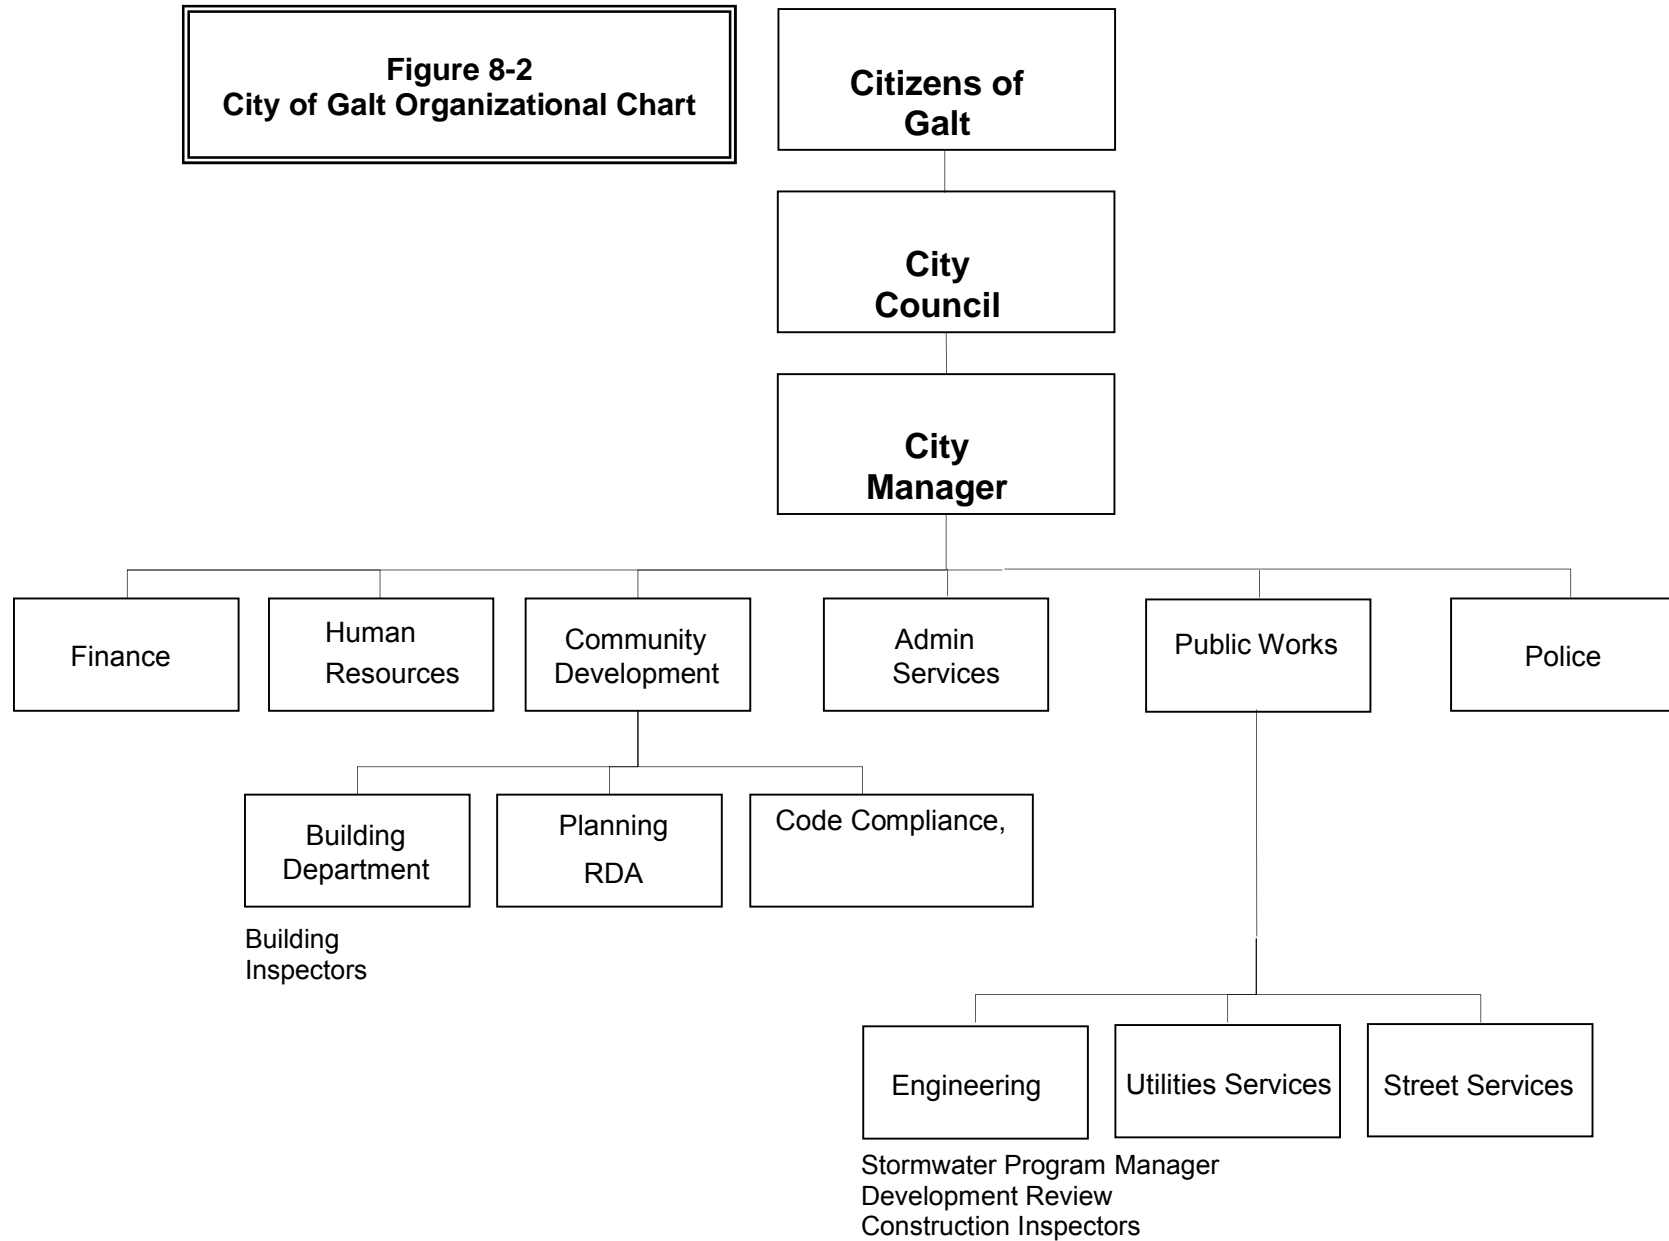 Figure 8-2
City of Galt Organizational Chart
Citizens of
Galt
City
Council
City
Manager
Finance
Human
Resources
Community
Development
Admin
Services
Public Works
Police
Building
Department
Planning
RDA
Code Compliance,
Building
Inspectors
Engineering
Utilities Services
Street Services
Stormwater Program Manager
Development Review
Construction Inspectors